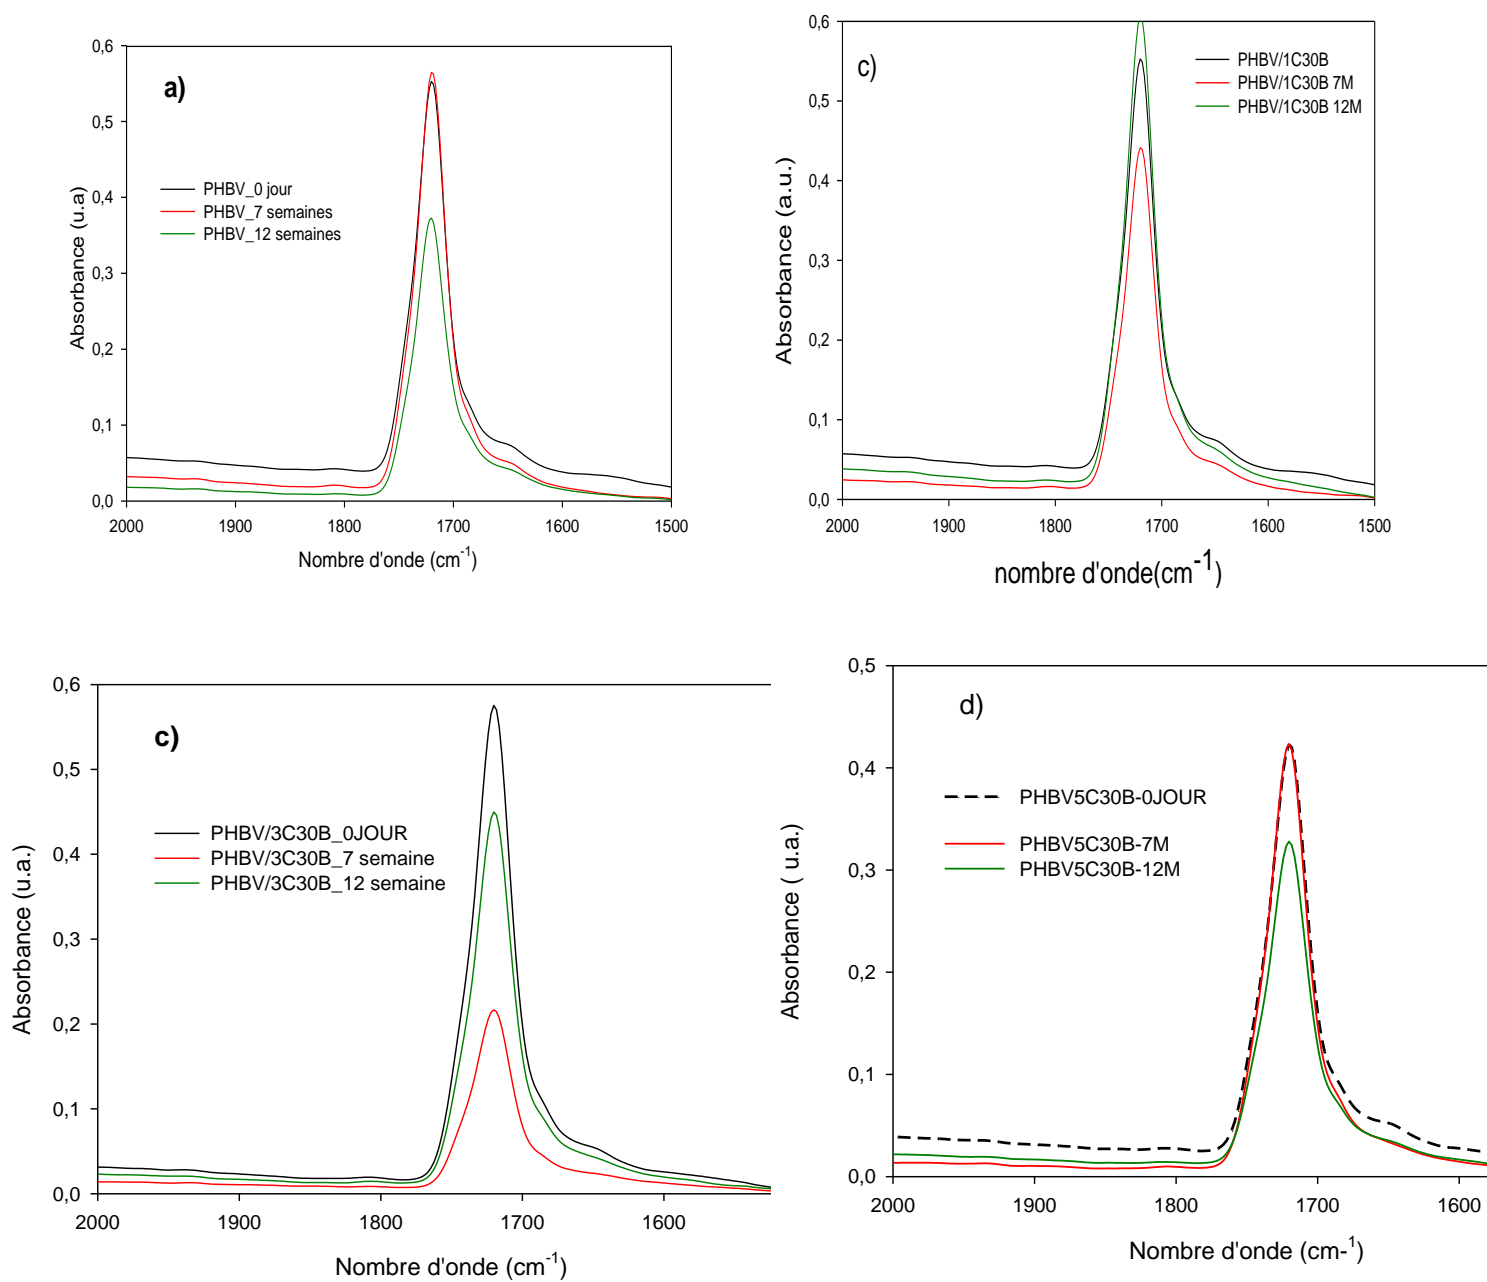 a)
0,6
0,5
0,4
0,3
0,2
0,1
0,0
Absorbance (u.a)
PHBV_0 jour
PHBV_7 semaines
PHBV_12 semaines
2000 1900 1800 1700 1600 1500
Nombre d'onde (cm-1)
c)
0,6
0,5
0,4
0,3
0,2
0,1
0,0
Absorbance (a.u.)
PHBV/1C30B
PHBV/1C30B 7M
PHBV/1C30B 12M
2000 1900 1800 1700 1600 1500
nombre d'onde(cm-1)
c)
0,6
0,5
0,4
0,3
0,2
0,1
0,0
Absorbance (u.a.)
PHBV/3C30B_0JOUR
PHBV/3C30B_7 semaine
PHBV/3C30B_12 semaine
2000 1900 1800 1700 1600
Nombre d'onde (cm-1)
d)
0,5
0,4
0,3
0,2
0,1
0,0
Absorbance ( u.a.)
PHBV5C30B-0JOUR
PHBV5C30B-7M
PHBV5C30B-12M
2000 1900 1800 1700 1600
Nombre d'onde (cm-1)